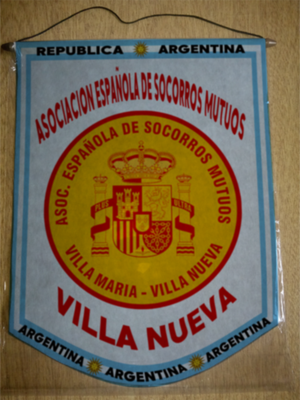 REPUBLICA ARGENTINA
ASOCIACION ESPAÑOLA DE SOCORROS MUTUOS
ASOC. ESPAÑOLA DE SOCORROS MUTUOS
PLUS ULTRA
VILLA MARIA - VILLA NUEVA
VILLA NUEVA
ARGENTINA ARGENTINA ARGENTINA